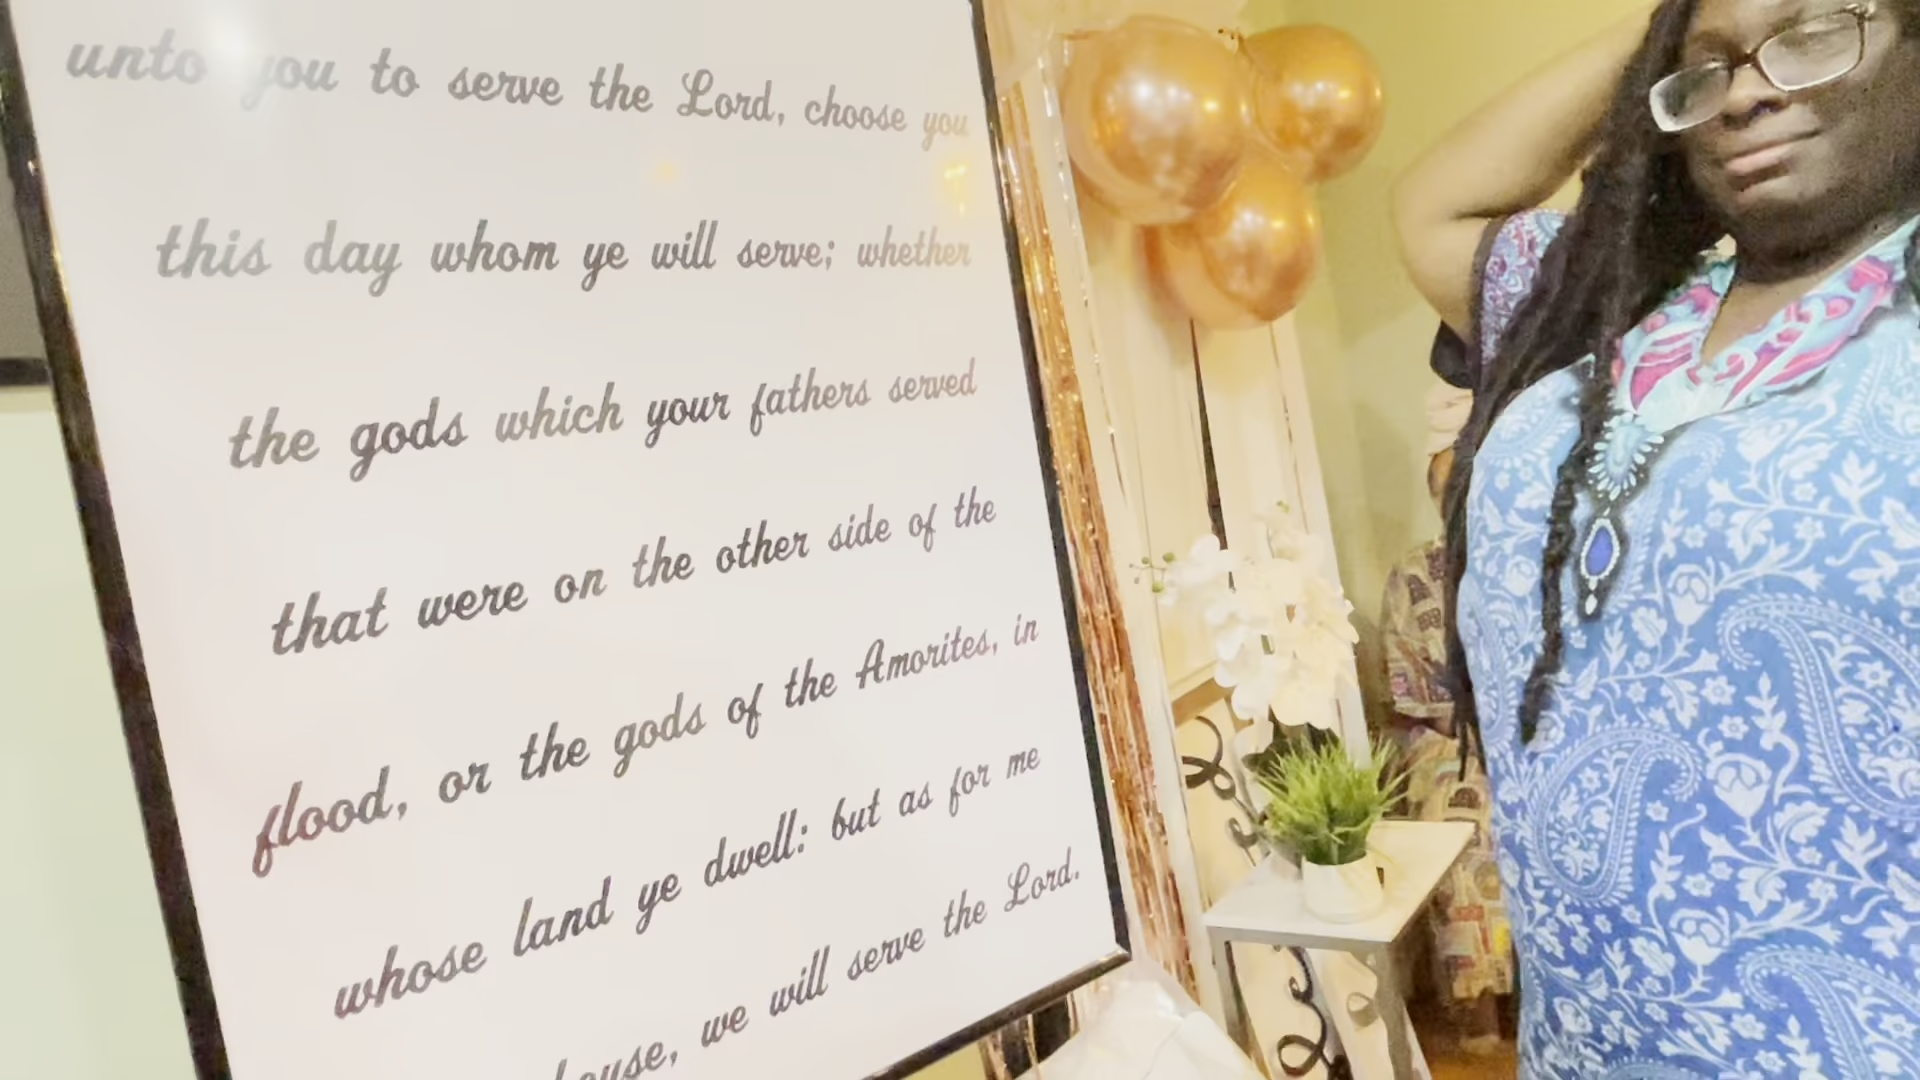 unto you to serve the Lord, choose you
this day whom ye will serve; whether
the gods which your fathers served
that were on the other side of the
flood, or the gods of the Amorites, in
whose land ye dwell: but as for me
house, we will serve the Lord.